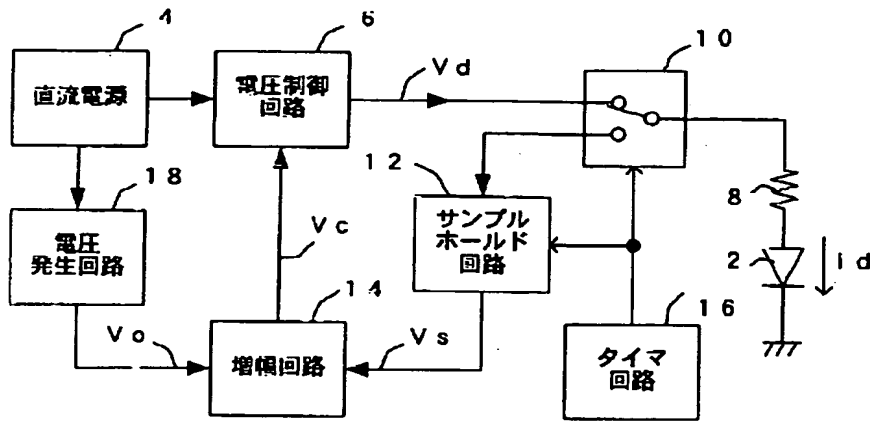 4
6
10
直流電源
電圧制御
回路
Vd
18
12
電圧
発生回路
Vc
サンプル
ホールド
回路
8
2
id
14
16
Vo
増幅回路
Vs
タイマ
回路